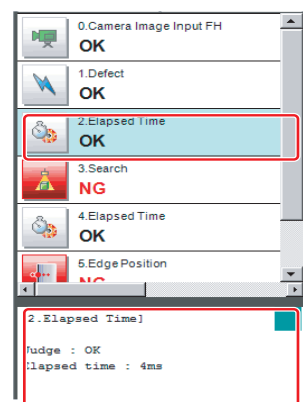 0.Camera Image Input FH
OK
1.Defect
OK
2.Elapsed Time
OK
3.Search
NG
4.Elapsed Time
OK
5.Edge Position
NG
2.Elapsed Time]
Judge : OK
Elapsed time : 4ms